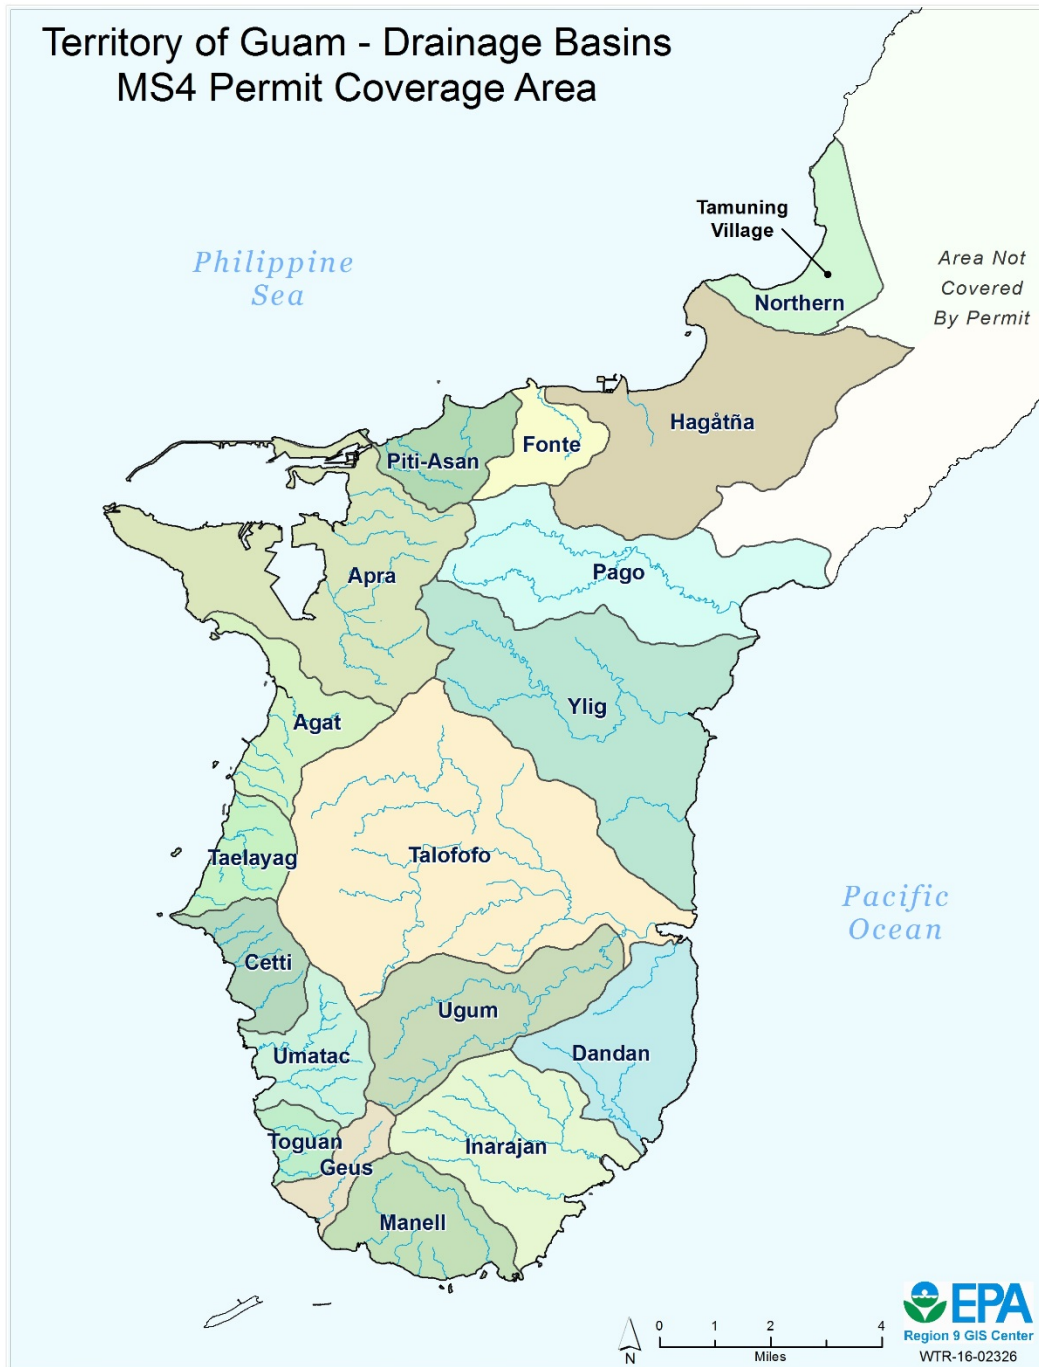 Territory of Guam - Drainage Basins
MS4 Permit Coverage Area
Tamuning
Village
Philippine
Sea
Area Not
Covered
By Permit
Northern
Hagåtña
Fonte
Piti-Asan
Apra
Pago
Ylig
Agat
Talofofo
Taelayag
Pacific
Ocean
Cetti
Ugum
Dandan
Umatac
Toguan
Inarajan
Geus
Manell
N
0 1 2 4
Miles
EPA
Region 9 GIS Center
WTR-16-02326